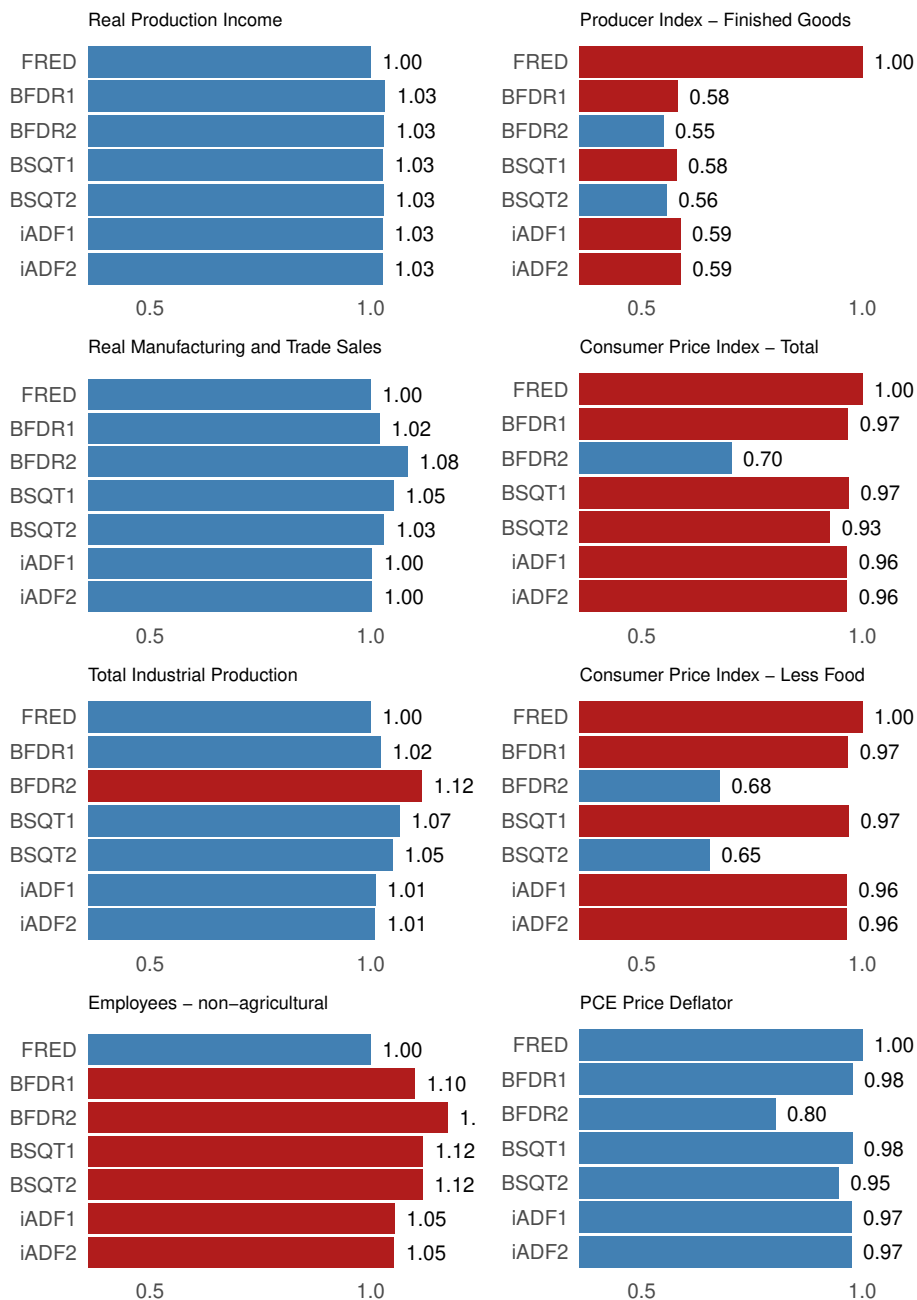 Real Production Income
FRED 1.00
BFDR1 1.03
BFDR2 1.03
BSQT1 1.03
BSQT2 1.03
iADF1 1.03
iADF2 1.03
0.5 1.0
Producer Index − Finished Goods
FRED 1.00
BFDR1 0.58
BFDR2 0.55
BSQT1 0.58
BSQT2 0.56
iADF1 0.59
iADF2 0.59
0.5 1.0
Real Manufacturing and Trade Sales
FRED 1.00
BFDR1 1.02
BFDR2 1.08
BSQT1 1.05
BSQT2 1.03
iADF1 1.00
iADF2 1.00
0.5 1.0
Consumer Price Index − Total
FRED 1.00
BFDR1 0.97
BFDR2 0.70
BSQT1 0.97
BSQT2 0.93
iADF1 0.96
iADF2 0.96
0.5 1.0
Total Industrial Production
FRED 1.00
BFDR1 1.02
BFDR2 1.12
BSQT1 1.07
BSQT2 1.05
iADF1 1.01
iADF2 1.01
0.5 1.0
Consumer Price Index − Less Food
FRED 1.00
BFDR1 0.97
BFDR2 0.68
BSQT1 0.97
BSQT2 0.65
iADF1 0.96
iADF2 0.96
0.5 1.0
Employees − non−agricultural
FRED 1.00
BFDR1 1.10
BFDR2 1.
BSQT1 1.12
BSQT2 1.12
iADF1 1.05
iADF2 1.05
0.5 1.0
PCE Price Deflator
FRED 1.00
BFDR1 0.98
BFDR2 0.80
BSQT1 0.98
BSQT2 0.95
iADF1 0.97
iADF2 0.97
0.5 1.0